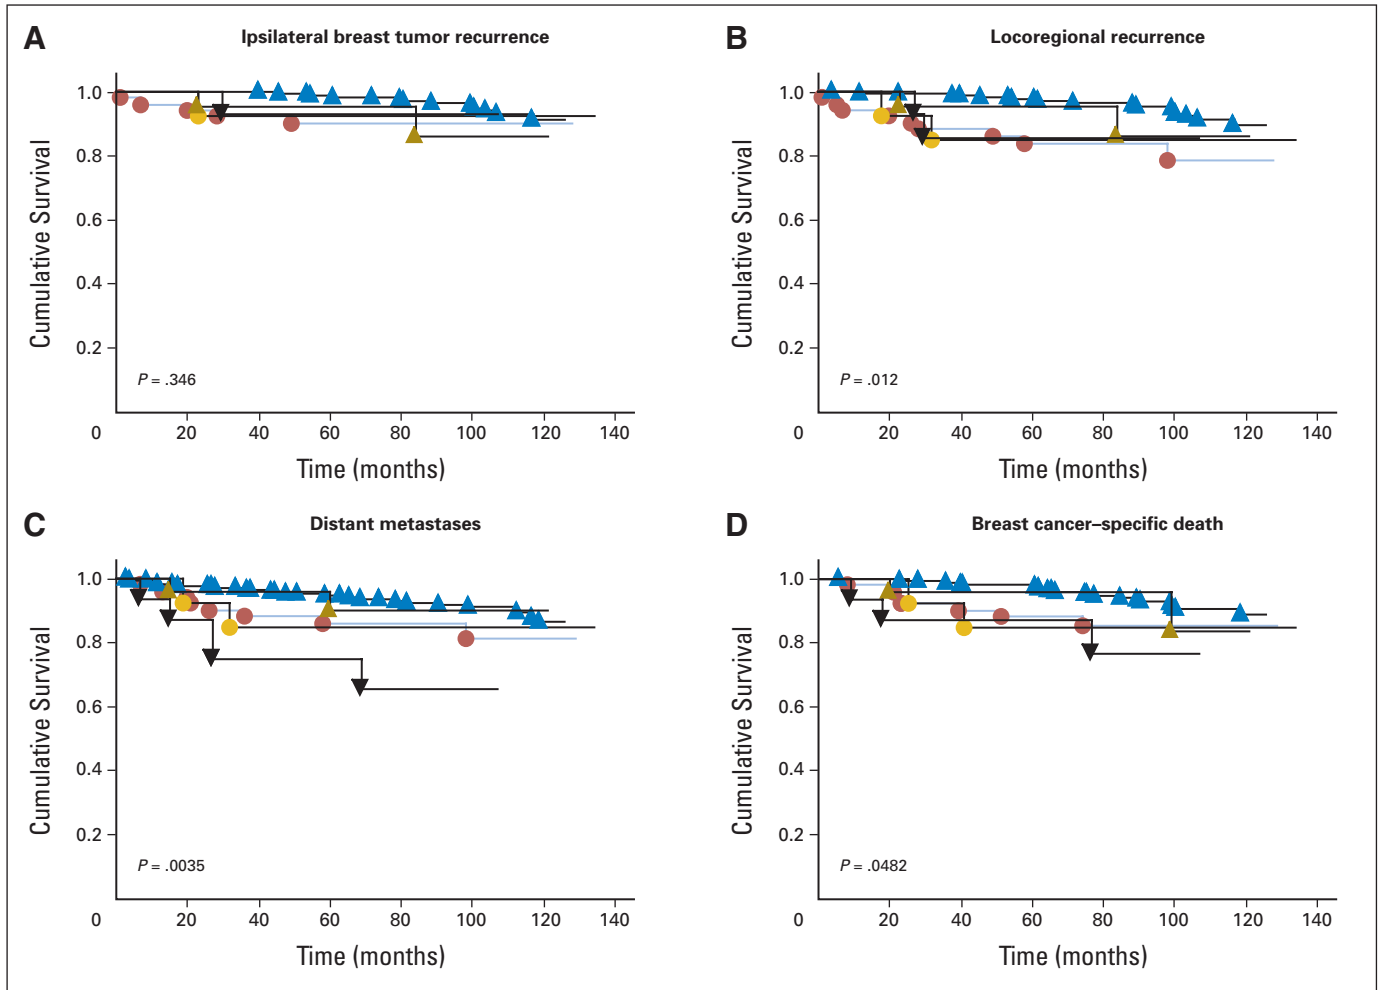 A Ipsilateral breast tumor recurrence
1.0
0.8
0.6
0.4
0.2
Cumulative Survival
P = .346
0 20 40 60 80 100 120 140
Time (months)
B Locoregional recurrence
1.0
0.8
0.6
0.4
0.2
Cumulative Survival
P = .012
0 20 40 60 80 100 120 140
Time (months)
C Distant metastases
1.0
0.8
0.6
0.4
0.2
Cumulative Survival
P = .0035
0 20 40 60 80 100 120 140
Time (months)
D Breast cancer–specific death
1.0
0.8
0.6
0.4
0.2
Cumulative Survival
P = .0482
0 20 40 60 80 100 120 140
Time (months)